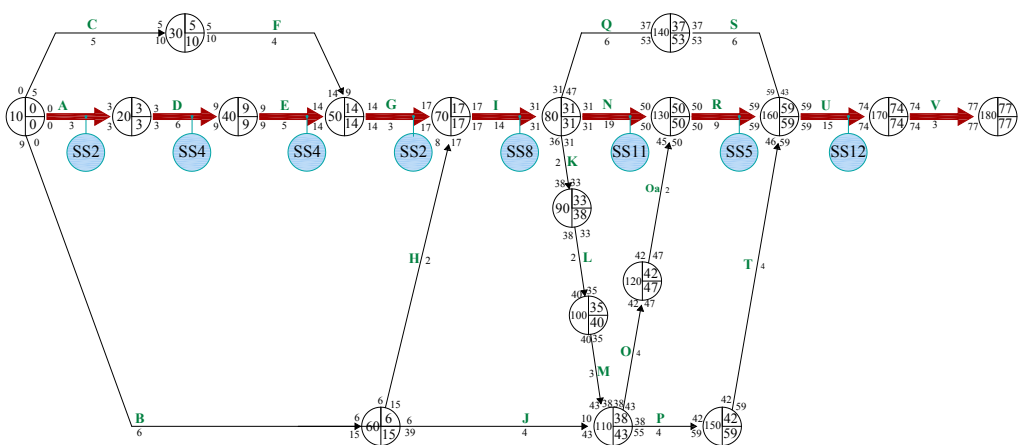 C Q S
5 F 37 37
5 30 5 10 5 10 4 6 53 140 37 53 53 6
10
0 5 14 9 31 47 59 43
A D E G I N R U V
10 0 0 0 0 3 3 3 20 3 3 3 3 6 9 9 40 9 9 9 9 5 14 14 50 14 14 14 14 3 17 17 70 17 17 17 17 14 31 31 80 31 31 31 31 19 50 50 130 50 50 50 50 9 59 59 160 59 59 59 59 15 74 74 170 74 74 74 74 3 77 77 180 77 77
9 0 8 17 36 31 45 50 46 59
SS2 SS4 SS4 SS2 SS8 SS11 SS5 SS12
2 K
38 33 Oa 2
90 33 38
38 33
H 2 2 L 42 47 T 4
120 42 47
40 35 42 47
100 35 40
40 35
O 4
3 M
6 15 43 38 38 43 42 59
B 6 6 J 10 38 P 42
6 15 60 6 15 39 4 43 110 38 43 55 4 59 150 42 59